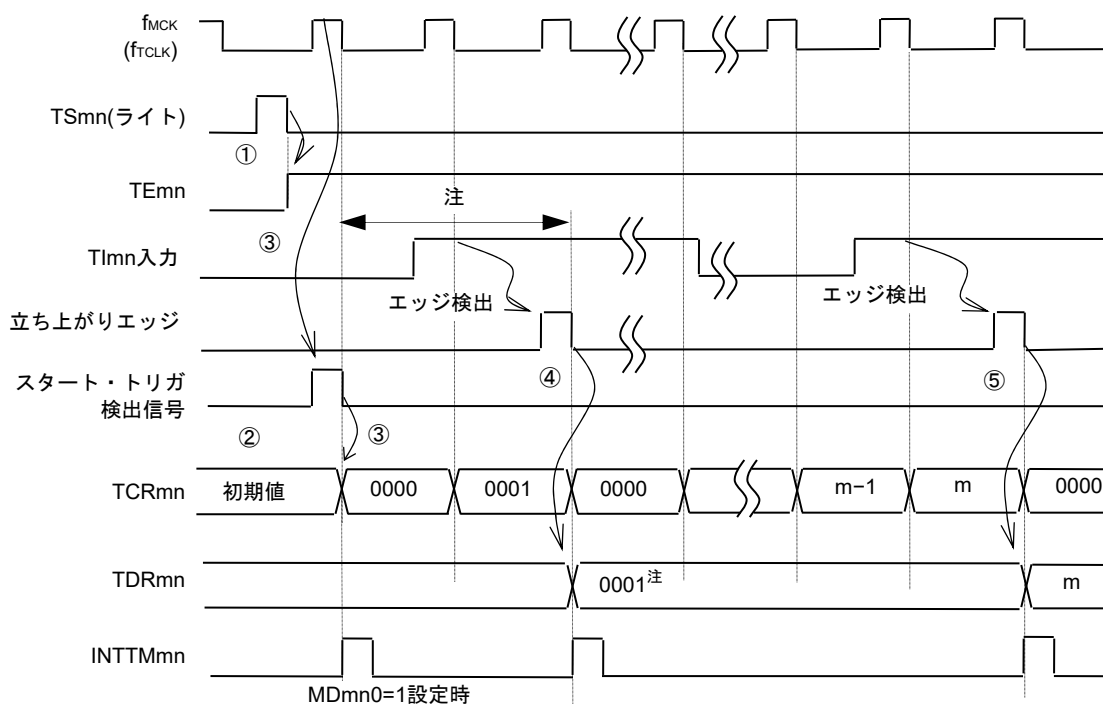 fMCK
(fTCLK)
TSmn(ライト)
①
TEmn
注
③
TImn入力
エッジ検出
エッジ検出
立ち上がりエッジ
④
⑤
スタート・トリガ
検出信号
②
③
TCRmn
初期値
0000
0001
0000
m−1
m
0000
TDRmn
0001注
m
INTTMmn
MDmn0=1設定時